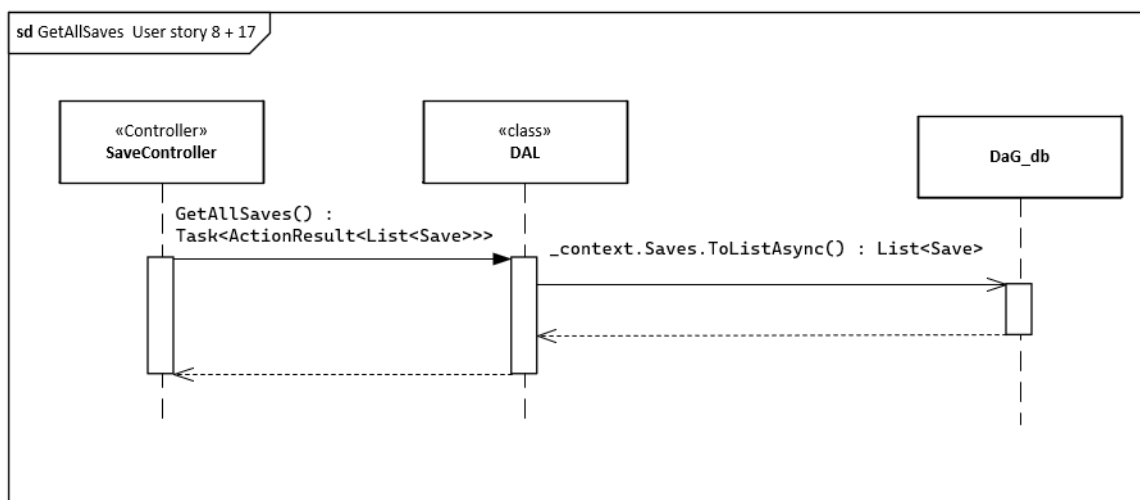 sd GetAllSaves  User story 8 + 17
«Controller»
SaveController
«class»
DAL
DaG_db
GetAllSaves() :
Task<ActionResult<List<Save>>>
_context.Saves.ToListAsync() : List<Save>